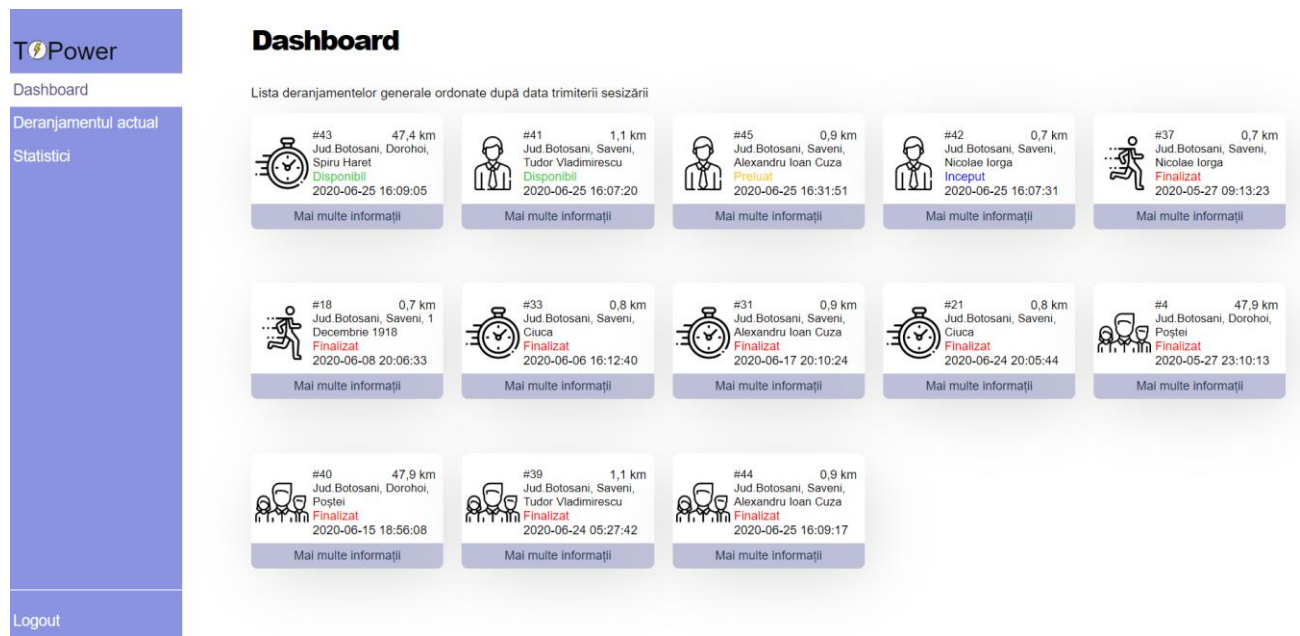 T Power
Dashboard
Deranjamentul actual
Statistici
Logout
Dashboard
Lista deranjamentelor generale ordonate după data trimiterii sesizării
#43 47,4 km
Jud.Botosani, Dorohoi,
Spiru Haret
Disponibil
2020-06-25 16:09:05
Mai multe informații
#41 1,1 km
Jud.Botosani, Saveni,
Tudor Vladimirescu
Disponibil
2020-06-25 16:07:20
Mai multe informații
#45 0,9 km
Jud.Botosani, Saveni,
Alexandru Ioan Cuza
Preluat
2020-06-25 16:31:51
Mai multe informații
#42 0,7 km
Jud.Botosani, Saveni,
Nicolae Iorga
Inceput
2020-06-25 16:07:31
Mai multe informații
#37 0,7 km
Jud.Botosani, Saveni,
Nicolae Iorga
Finalizat
2020-05-27 09:13:23
Mai multe informații
#18 0,7 km
Jud.Botosani, Saveni, 1
Decembrie 1918
Finalizat
2020-06-08 20:06:33
Mai multe informații
#33 0,8 km
Jud.Botosani, Saveni,
Ciuca
Finalizat
2020-06-06 16:12:40
Mai multe informații
#31 0,9 km
Jud.Botosani, Saveni,
Alexandru Ioan Cuza
Finalizat
2020-06-17 20:10:24
Mai multe informații
#21 0,8 km
Jud.Botosani, Saveni,
Ciuca
Finalizat
2020-06-24 20:05:44
Mai multe informații
#4 47,9 km
Jud.Botosani, Dorohoi,
Poștei
Finalizat
2020-05-27 23:10:13
Mai multe informații
#40 47,9 km
Jud.Botosani, Dorohoi,
Poștei
Finalizat
2020-06-15 18:56:08
Mai multe informații
#39 1,1 km
Jud.Botosani, Saveni,
Tudor Vladimirescu
Finalizat
2020-06-24 05:27:42
Mai multe informații
#44 0,9 km
Jud.Botosani, Saveni,
Alexandru Ioan Cuza
Finalizat
2020-06-25 16:09:17
Mai multe informații